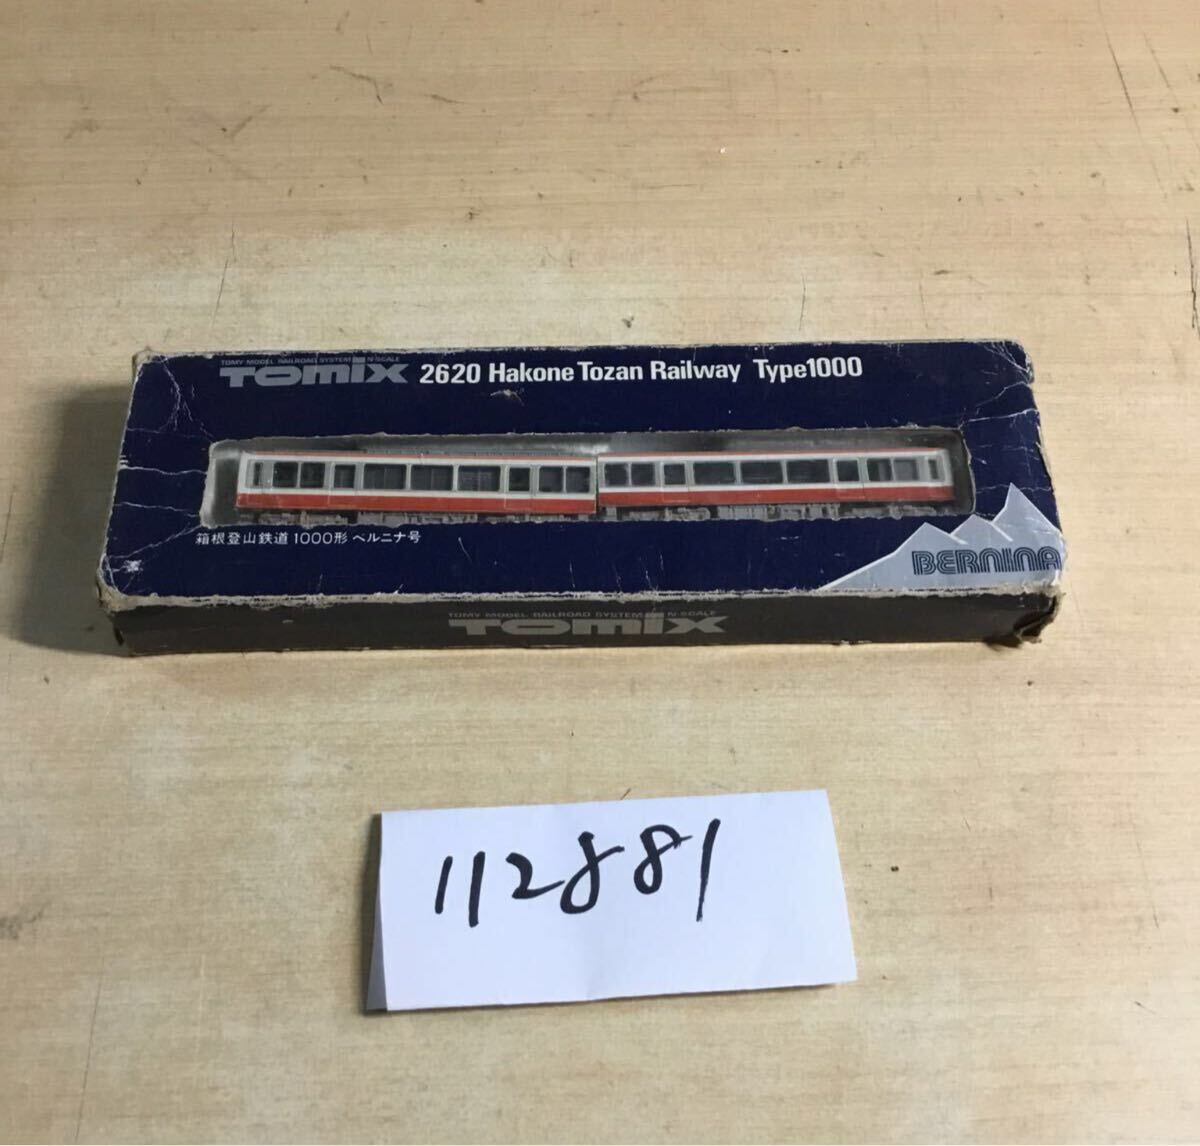 TOMY MODEL RAILROAD SYSTEM N-SCALE
TOMIX 2620 Hakone Tozan Railway Type1000
箱根登山鉄道 1000形 ベルニナ号
BERNINA
TOMY MODEL RAILROAD SYSTEM N-SCALE
TOMIX
112881